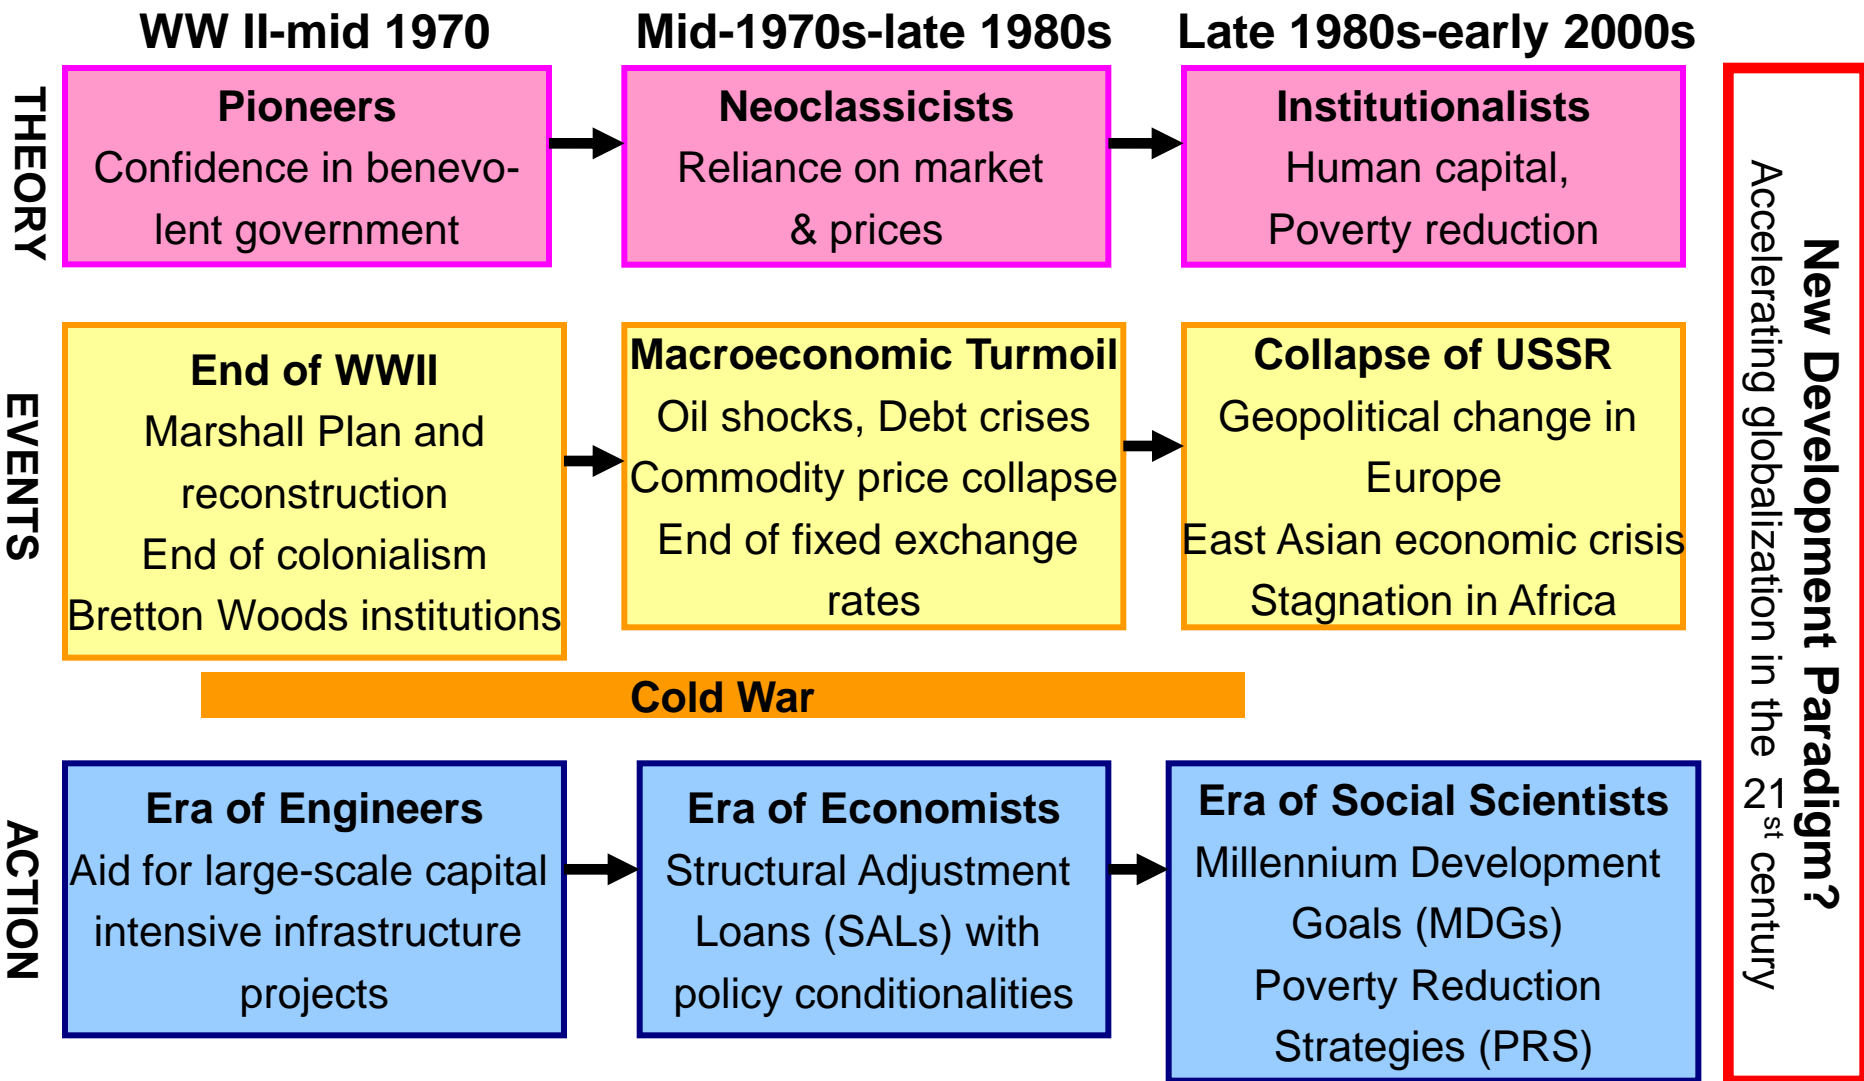 WW II-mid 1970
Mid-1970s-late 1980s
Late 1980s-early 2000s
THEORY
Pioneers
Confidence in benevo-
lent government
Neoclassicists
Reliance on market
& prices
Institutionalists
Human capital,
Poverty reduction
EVENTS
End of WWII
Marshall Plan and
reconstruction
End of colonialism
Bretton Woods institutions
Macroeconomic Turmoil
Oil shocks, Debt crises
Commodity price collapse
End of fixed exchange
rates
Collapse of USSR
Geopolitical change in
Europe
East Asian economic crisis
Stagnation in Africa
Cold War
ACTION
Era of Engineers
Aid for large-scale capital
intensive infrastructure
projects
Era of Economists
Structural Adjustment
Loans (SALs) with
policy conditionalities
Era of Social Scientists
Millennium Development
Goals (MDGs)
Poverty Reduction
Strategies (PRS)
New Development Paradigm?
Accelerating globalization in the 21st century